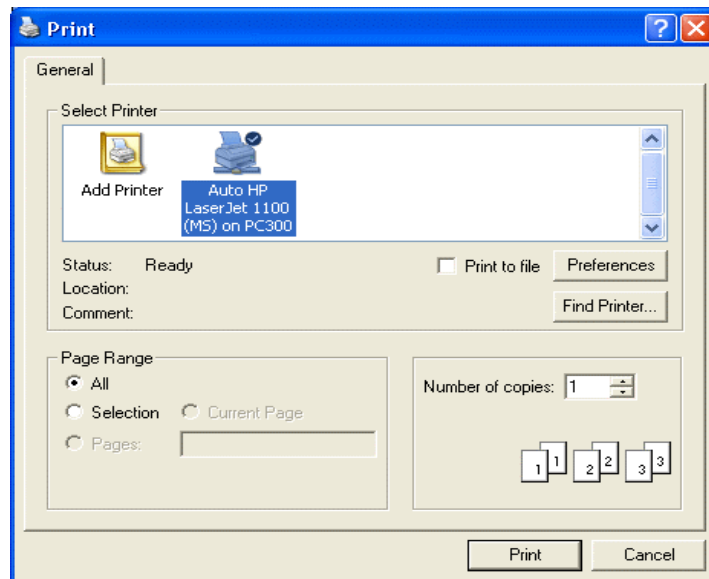 Print
General
Select Printer
Add Printer
Auto HP
LaserJet 1100
(MS) on PC300
Status: Ready
Print to file
Preferences
Location:
Comment:
Find Printer...
Page Range
All
Selection
Current Page
Pages:
Number of copies: 1
1 1 2 2 3 3
Print
Cancel